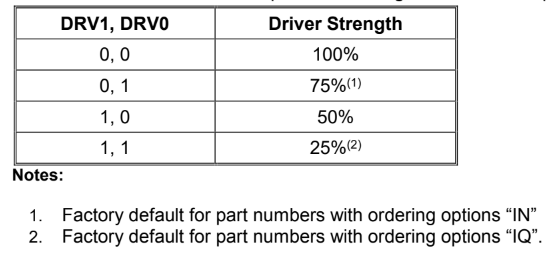 DRV1, DRV0 Driver Strength
0, 0 100%
0, 1 75%(1)
1, 0 50%
1, 1 25%(2)
Notes:
1. Factory default for part numbers with ordering options “IN”
2. Factory default for part numbers with ordering options “IQ”.